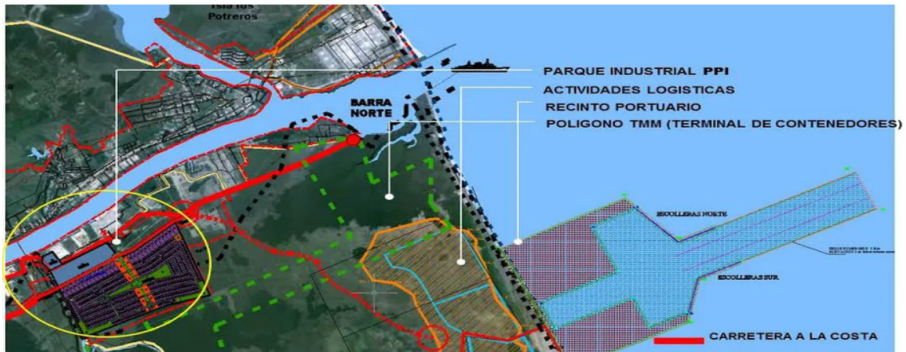 Isla los
Potreros
PARQUE INDUSTRIAL PPI
ACTIVIDADES LOGISTICAS
BARRA
NORTE
RECINTO PORTUARIO
POLIGONO TMM (TERMINAL DE CONTENEDORES)
ESCOLLERAS NORTE
ESCOLLERAS SUR
CARRETERA A LA COSTA